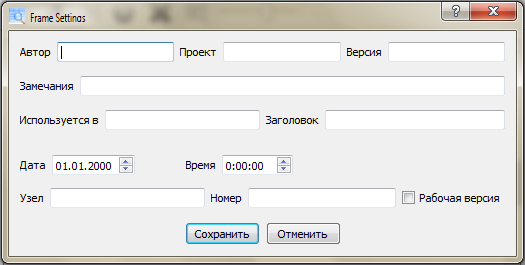 Frame Settings
Автор Проект Версия
Замечания
Используется в Заголовок
Дата 01.01.2000 Время 0:00:00
Узел Номер Рабочая версия
Сохранить Отменить